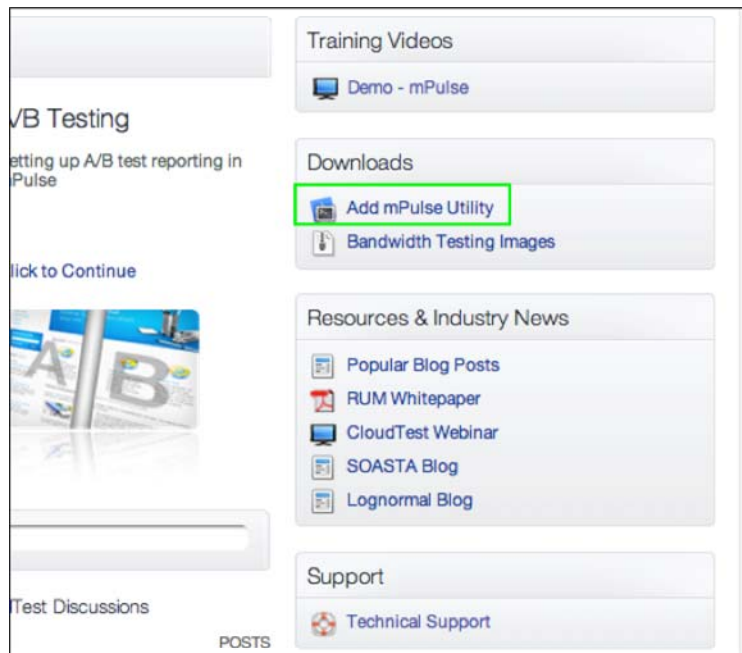 /B Testing
etting up A/B test reporting in
Pulse
lick to Continue
A B
Test Discussions
POSTS
Training Videos
Demo - mPulse
Downloads
Add mPulse Utility
Bandwidth Testing Images
Resources & Industry News
Popular Blog Posts
RUM Whitepaper
CloudTest Webinar
SOASTA Blog
Lognormal Blog
Support
Technical Support